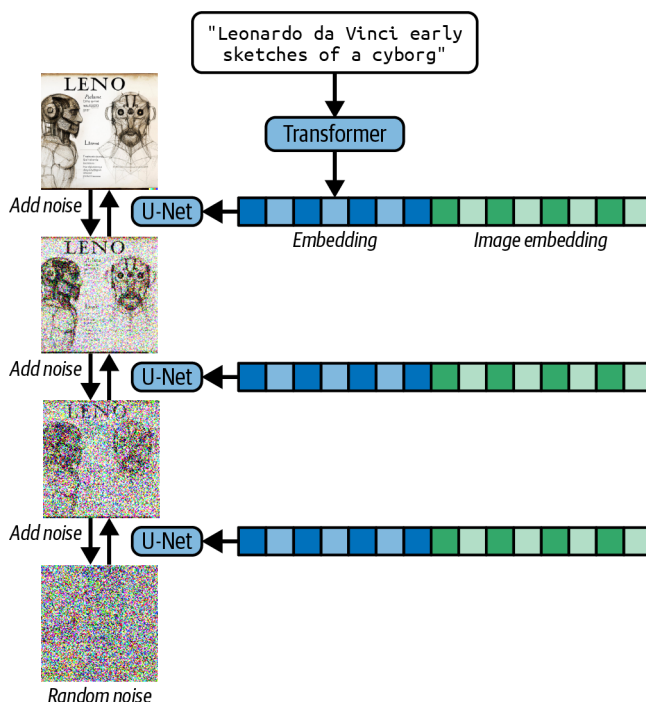 "Leonardo da Vinci early
sketches of a cyborg"
LENO
Transformer
Add noise
U-Net
Embedding
Image embedding
LENO
Add noise
U-Net
LENO
Add noise
U-Net
Random noise